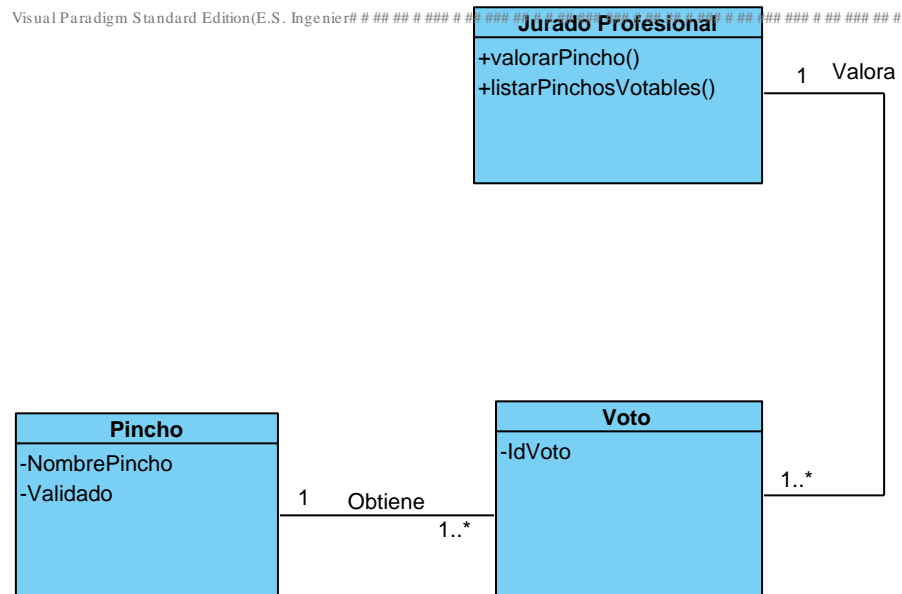 Visual Paradigm Standard Edition(E.S. Ingenier
Jurado Profesional
+valorarPincho()
+listarPinchosVotables()
1 Valora
Pincho
-NombrePincho
-Validado
Voto
-IdVoto
1 Obtiene
1..*
1..*